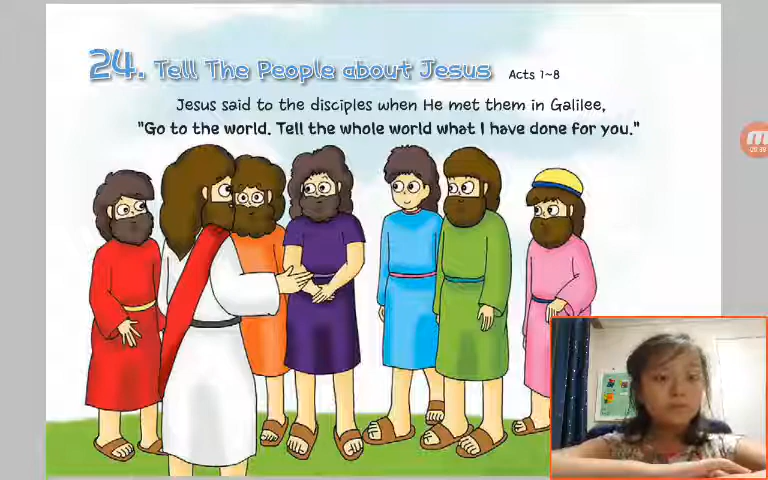 24. Tell The People about Jesus Acts 1~8
Jesus said to the disciples when He met them in Galilee,
"Go to the world. Tell the whole world what I have done for you."